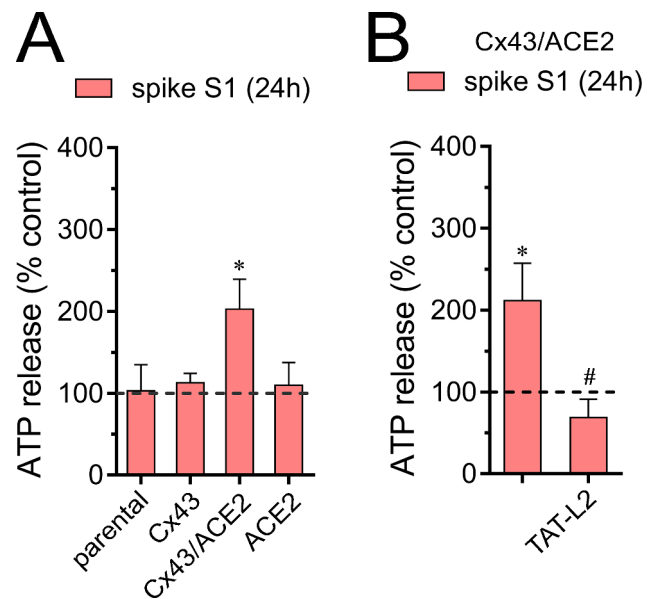 A
spike S1 (24h)
ATP release (% control)
400
300
200
100
0
*
parental
Cx43
Cx43/ACE2
ACE2
B
Cx43/ACE2
spike S1 (24h)
ATP release (% control)
400
300
200
100
0
*
#
TAT-L2